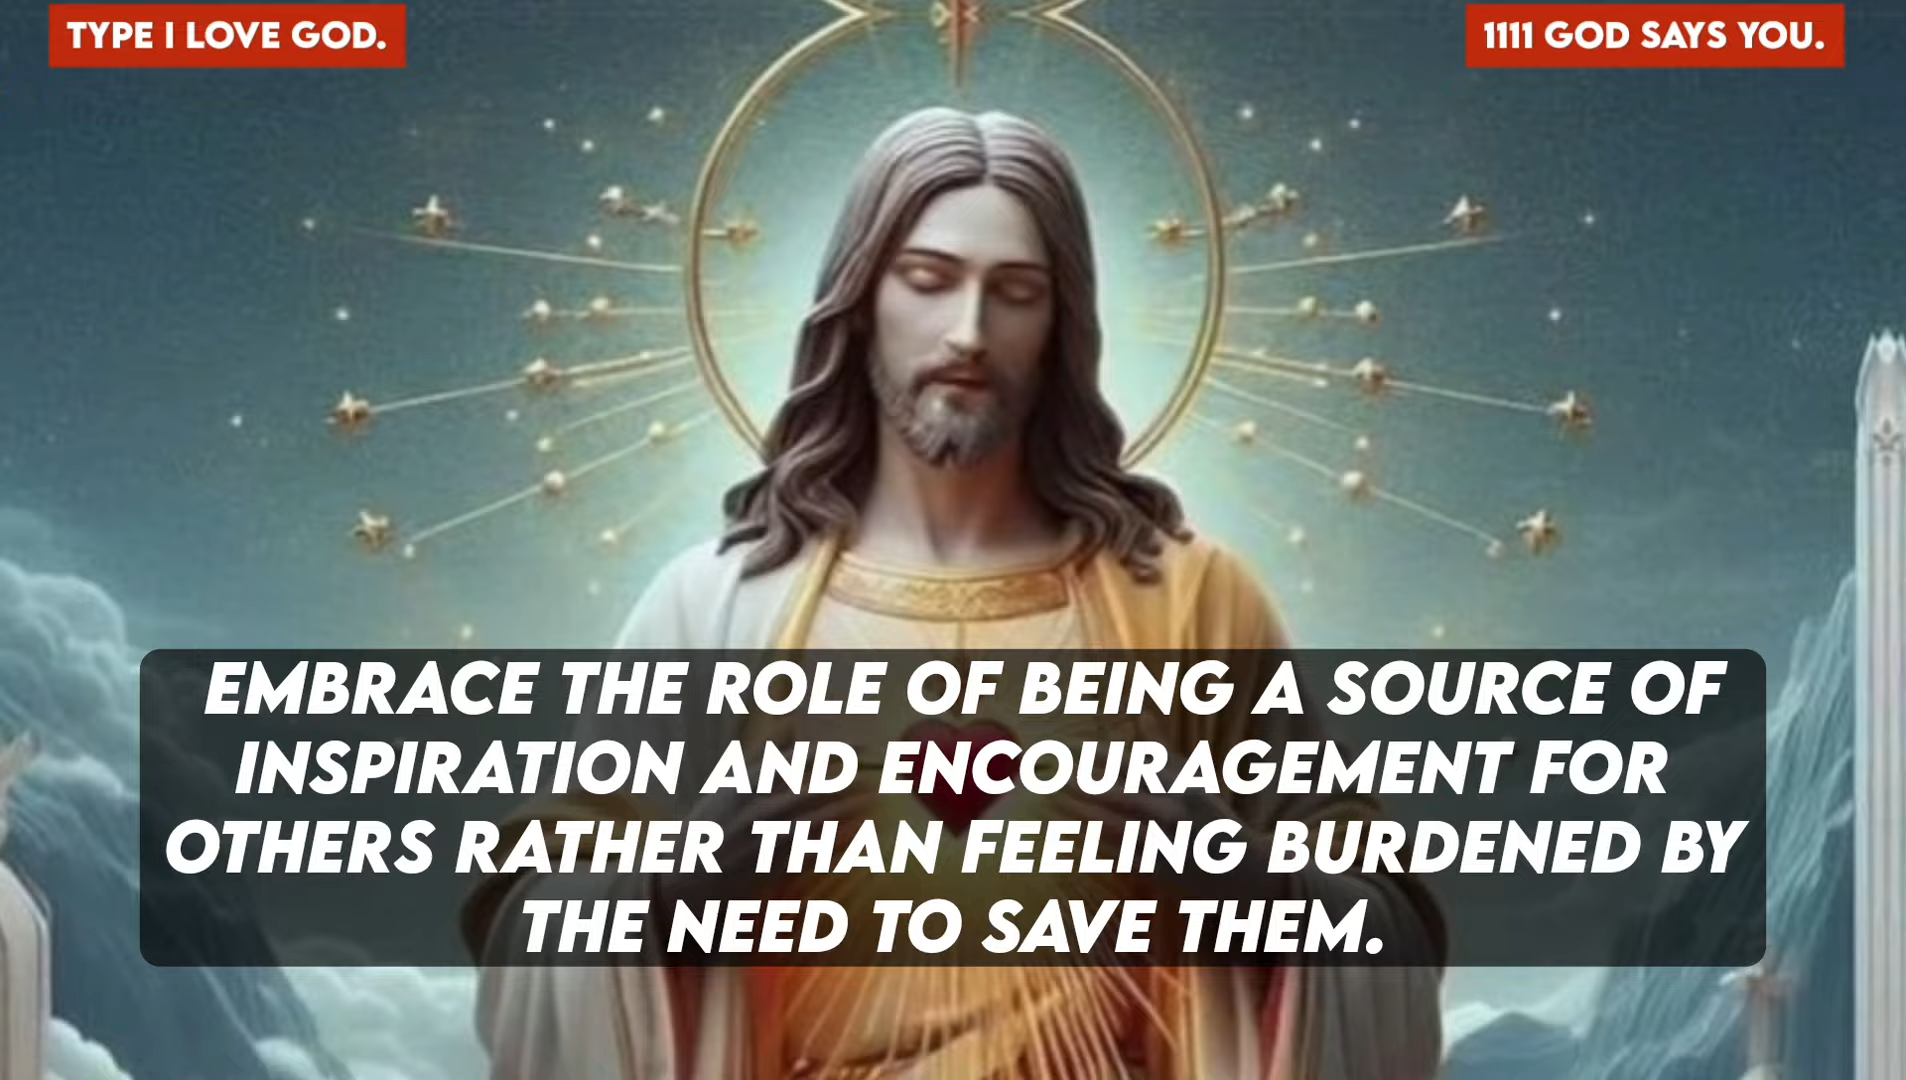 TYPE I LOVE GOD.
1111 GOD SAYS YOU.
EMBRACE THE ROLE OF BEING A SOURCE OF
INSPIRATION AND ENCOURAGEMENT FOR
OTHERS RATHER THAN FEELING BURDENED BY
THE NEED TO SAVE THEM.